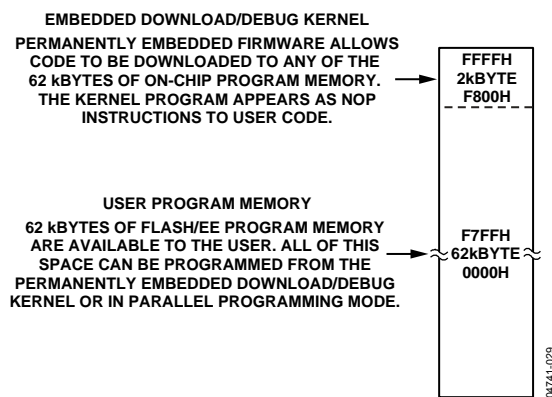 EMBEDDED DOWNLOAD/DEBUG KERNEL
PERMANENTLY EMBEDDED FIRMWARE ALLOWS
CODE TO BE DOWNLOADED TO ANY OF THE
62 kBYTES OF ON-CHIP PROGRAM MEMORY.
THE KERNEL PROGRAM APPEARS AS NOP
INSTRUCTIONS TO USER CODE.
FFFFH
2kBYTE
F800H
USER PROGRAM MEMORY
62 kBYTES OF FLASH/EE PROGRAM MEMORY
ARE AVAILABLE TO THE USER. ALL OF THIS
SPACE CAN BE PROGRAMMED FROM THE
PERMANENTLY EMBEDDED DOWNLOAD/DEBUG
KERNEL OR IN PARALLEL PROGRAMMING MODE.
F7FFH
62kBYTE
0000H
04741-029